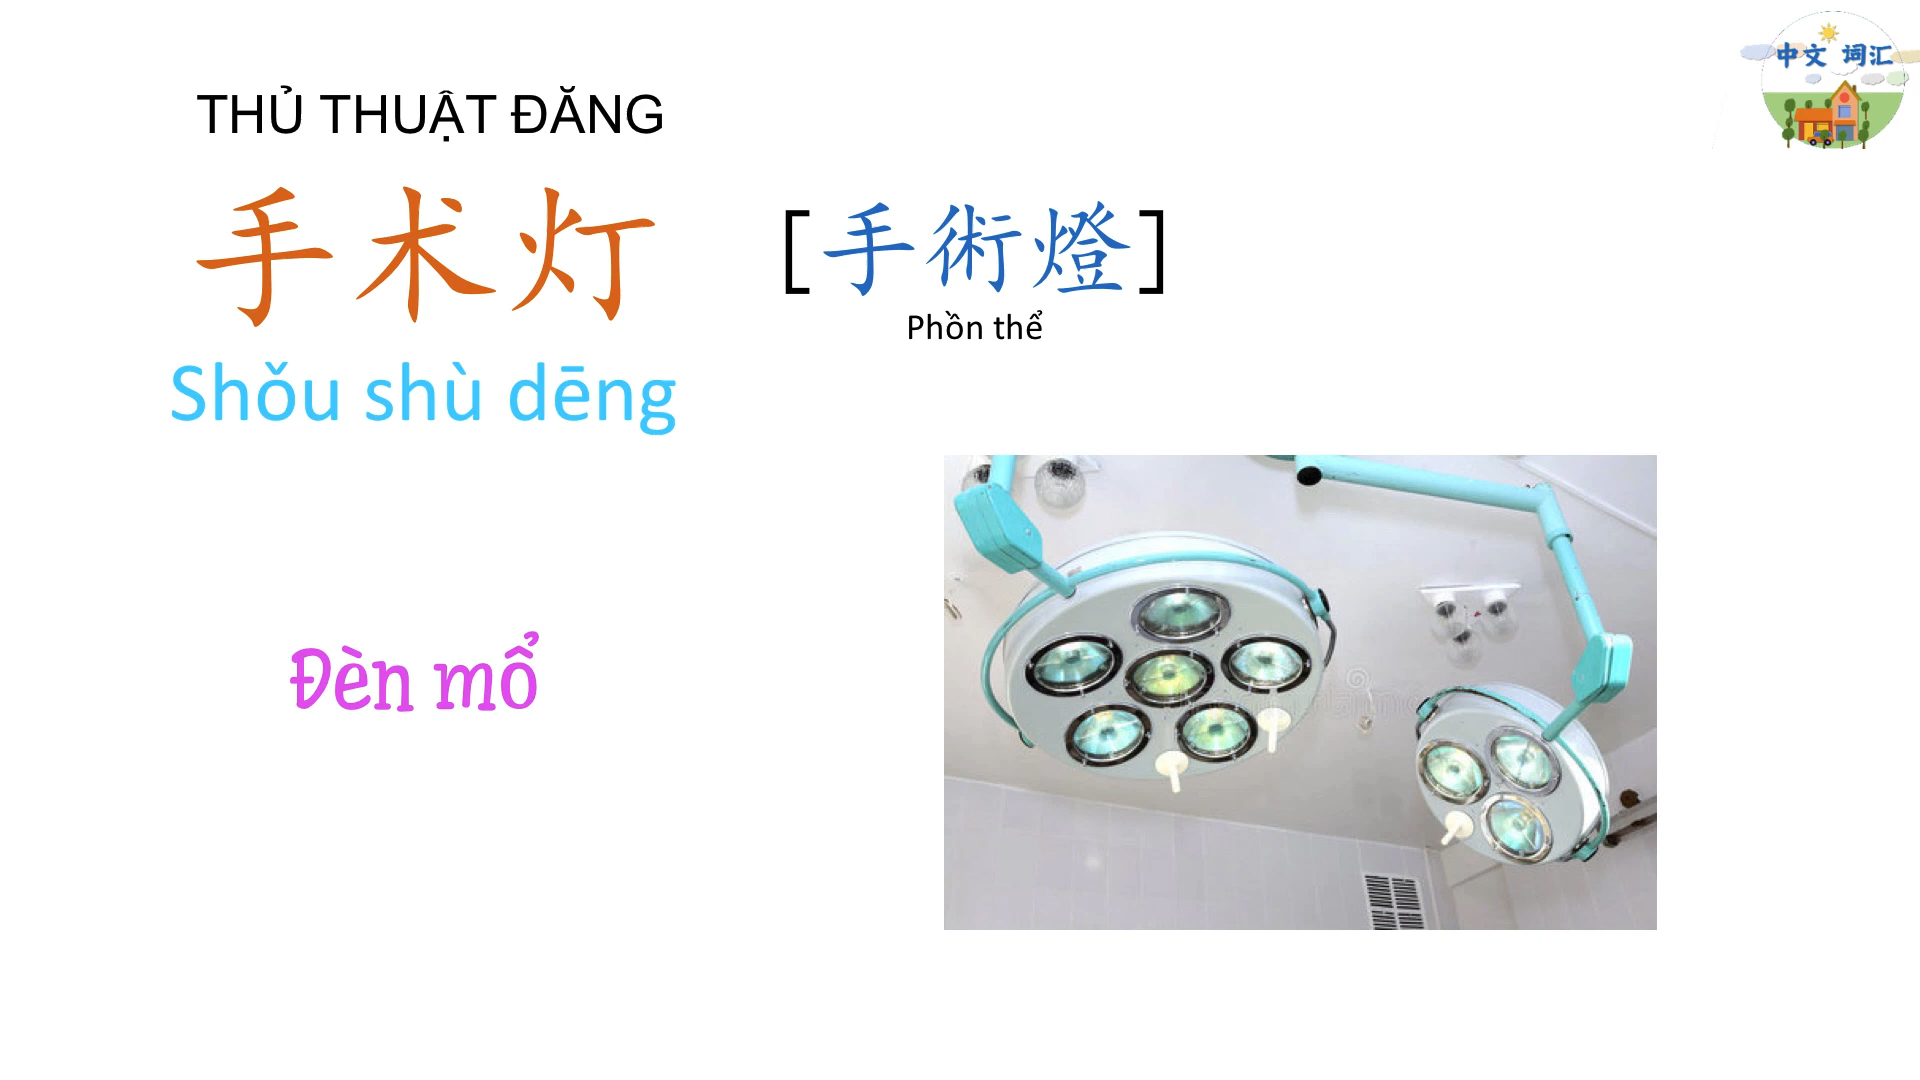 中文 词汇
THỦ THUẬT ĐĂNG
手术灯 [手術燈]
Phồn thể
Shǒu shù dēng
Đèn mổ